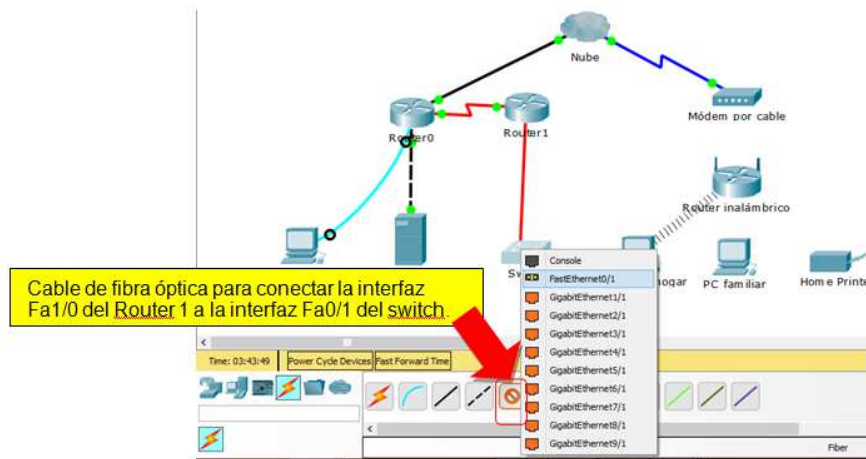 Nube
Módem por cable
Router0
Router1
Router inalámbrico
Sw
hogar
PC familiar
Home Printe
Console
FastEthernet0/1
GigabitEthernet1/1
GigabitEthernet2/1
GigabitEthernet3/1
GigabitEthernet4/1
GigabitEthernet5/1
GigabitEthernet6/1
GigabitEthernet7/1
GigabitEthernet8/1
GigabitEthernet9/1
Cable de fibra óptica para conectar la interfaz
Fa1/0 del Router 1 a la interfaz Fa0/1 del switch.
Time: 03:43:49 Power Cycle Devices Fast Forward Time
Fiber